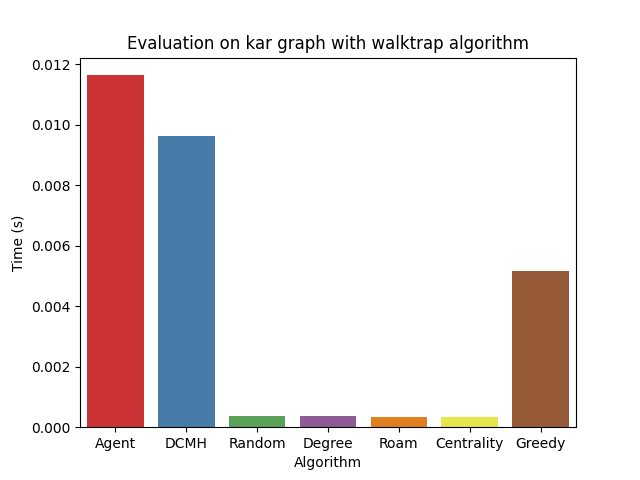 Evaluation on kar graph with walktrap algorithm
0.012
0.010
0.008
0.006
0.004
0.002
0.000
Time (s)
Agent DCMH Random Degree Roam Centrality Greedy
Algorithm